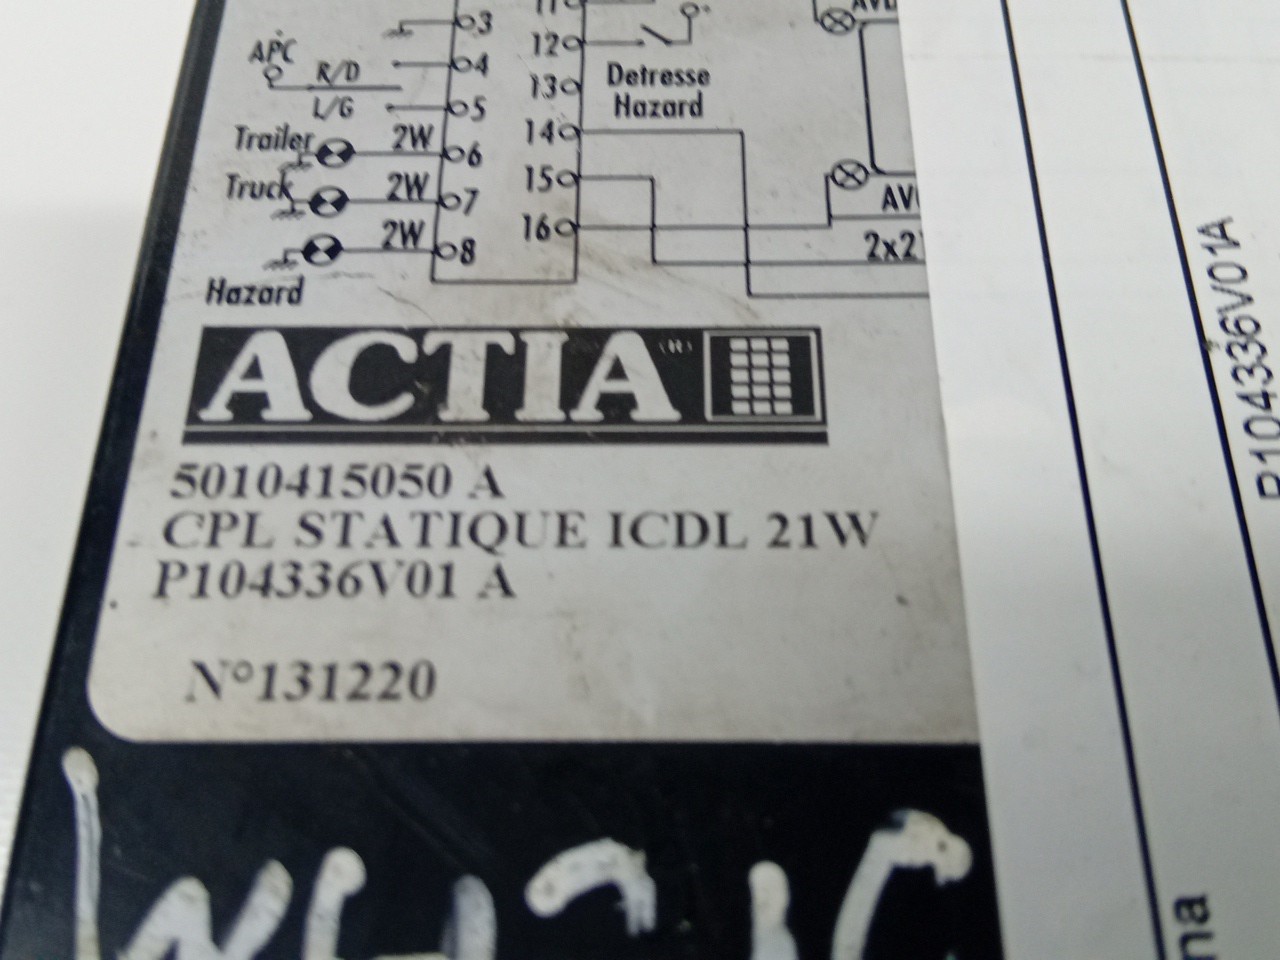 3
11
APC
R/D
4
12
L/G
5
13
Detresse
Hazard
Trailer
2W
6
14
Truck
2W
7
15
2W
8
16
2x2
Hazard
ACTIA (R)
5010415050 A
CPL STATIQUE ICDL 21W
P104336V01 A
N°131220
P104336V01A